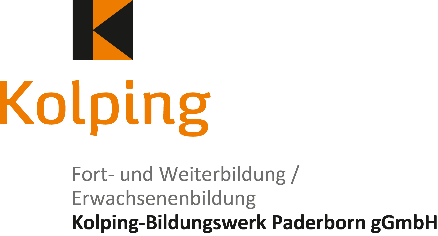 Kolping
Fort- und Weiterbildung /
Erwachsenenbildung
Kolping-Bildungswerk Paderborn gGmbH